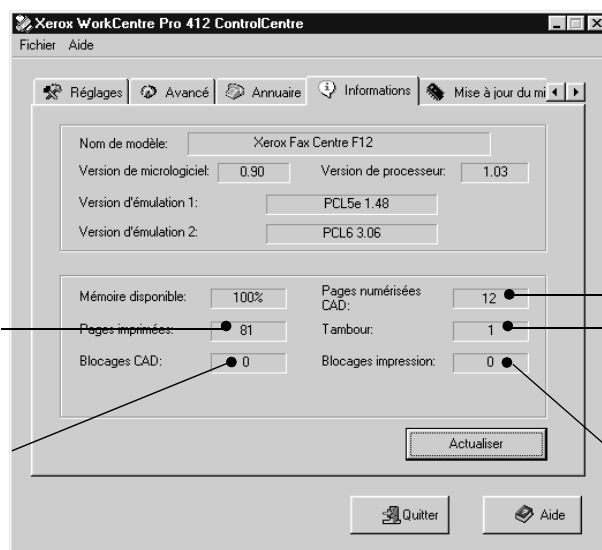 Xerox WorkCentre Pro 412 ControlCentre
Fichier Aide
Réglages Avancé Annuaire Informations Mise à jour du mi
Nom de modèle: Xerox Fax Centre F12
Version de micrologiciel: 0.90 Version de processeur: 1.03
Version d'émulation 1: PCL5e 1.48
Version d'émulation 2: PCL6 3.06
Mémoire disponible: 100% Pages numérisées CAD: 12
Pages imprimées: 81 Tambour: 1
Blocages CAD: 0 Blocages impression: 0
Actualiser
Quitter Aide